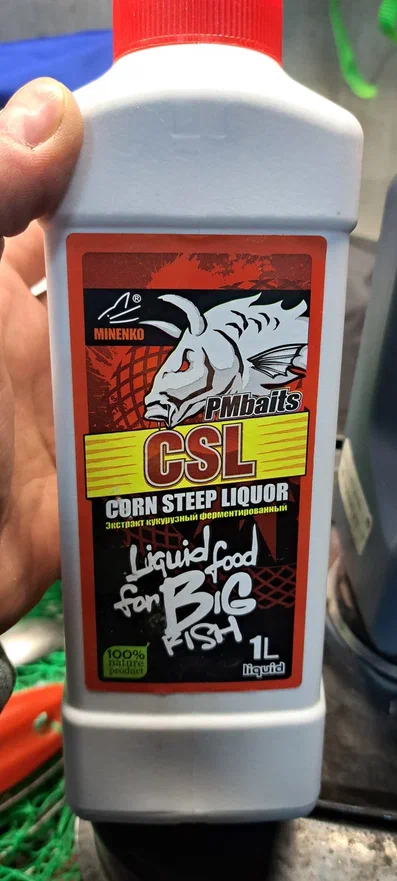 ®
MINENKO
PMbaits
CSL
CORN STEEP LIQUOR
Экстракт кукурузный ферментированный
Liquid food
for BIG
FISH
100%
nature
product
1L
liquid